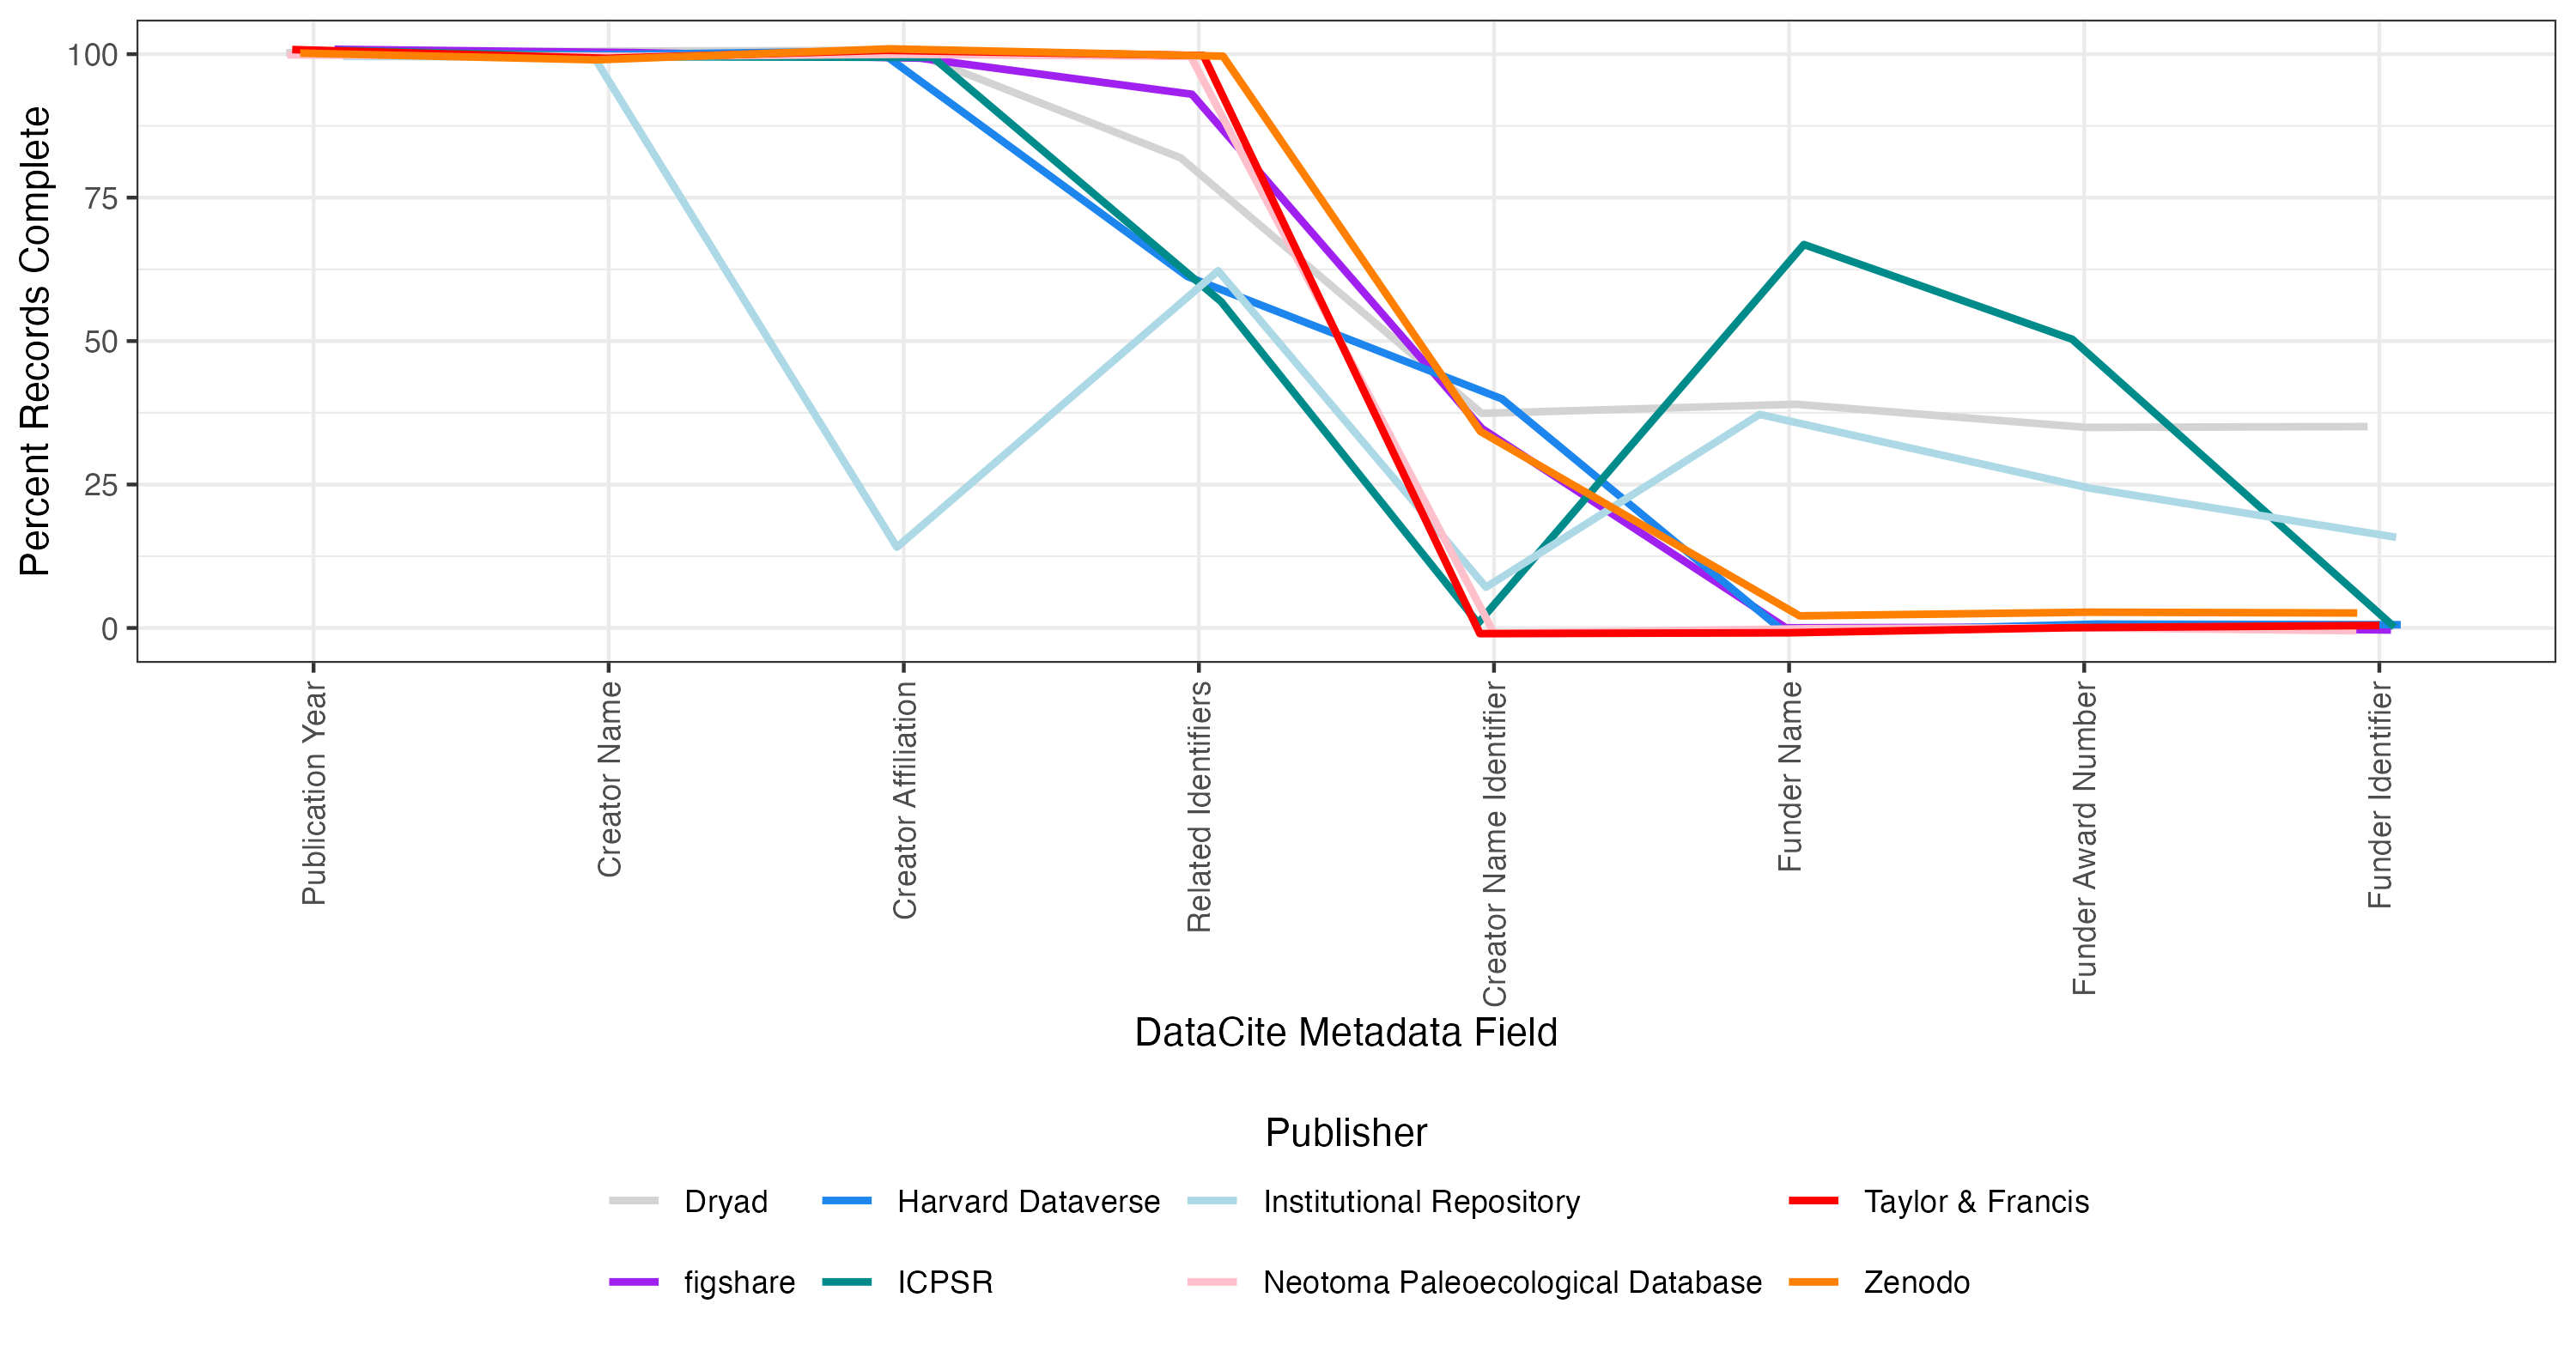 Percent Records Complete
100
75
50
25
0
Publication Year
Creator Name
Creator Affiliation
Related Identifiers
Creator Name Identifier
Funder Name
Funder Award Number
Funder Identifier
DataCite Metadata Field
Publisher
Dryad
Harvard Dataverse
Institutional Repository
Taylor & Francis
figshare
ICPSR
Neotoma Paleoecological Database
Zenodo